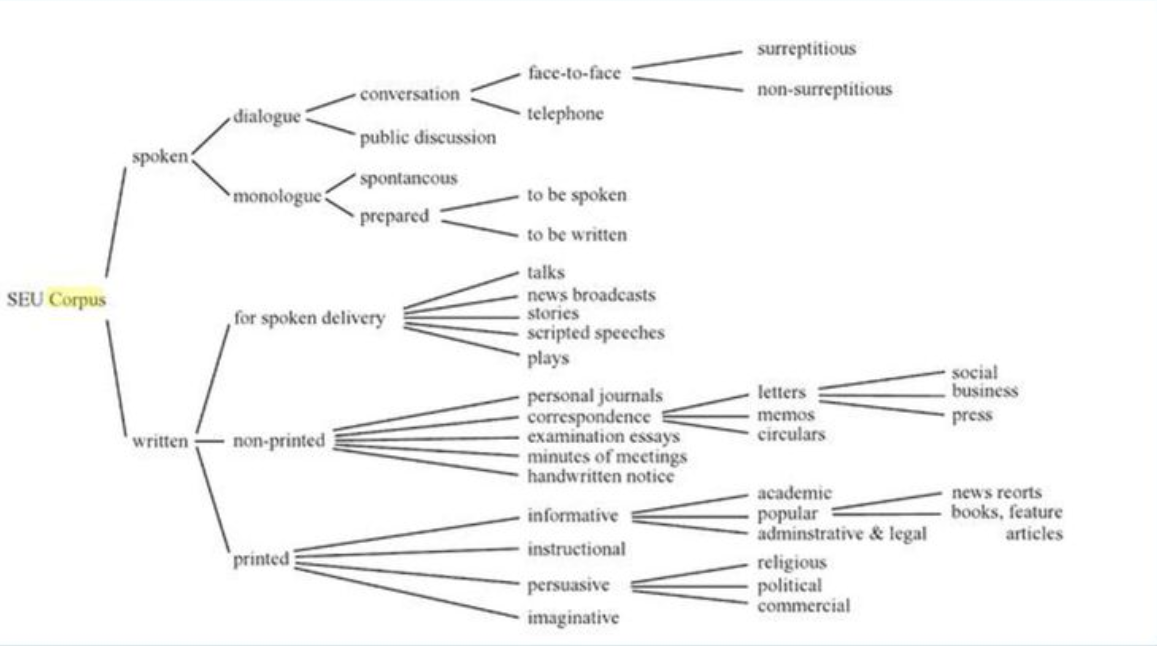 surreptitious
face-to-face
non-surreptitious
conversation
telephone
dialogue
public discussion
spoken
spontancous
monologue
to be spoken
prepared
to be written
talks
SEU Corpus
news broadcasts
stories
for spoken delivery
scripted speeches
plays
social
personal journals
letters
business
correspondence
memos
press
written
non-printed
examination essays
circulars
minutes of meetings
handwritten notice
academic
news reorts
informative
popular
books, feature
adminstrative & legal
articles
instructional
printed
religious
persuasive
political
commercial
imaginative